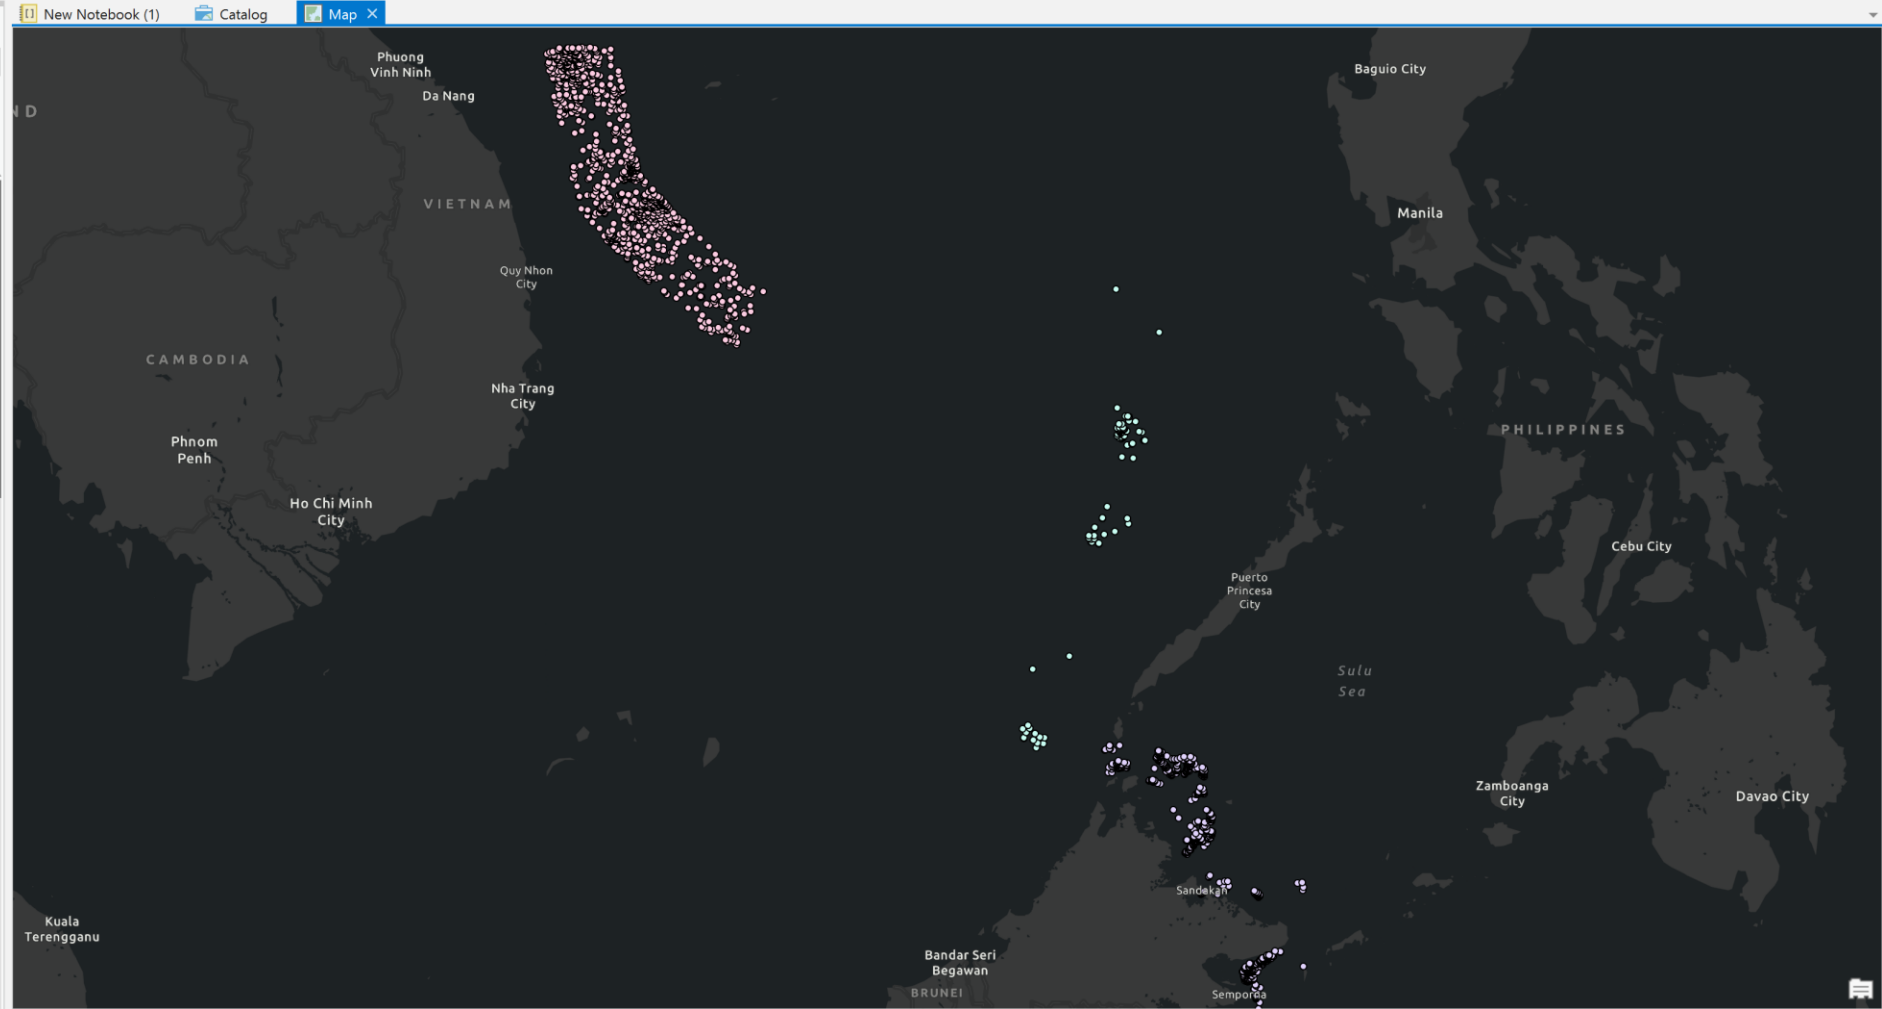 New Notebook (1)
Catalog
Map
Phuong
Vinh Ninh
Da Nang
Baguio City
ND
VIETNAM
Manila
Quy Nhon
City
CAMBODIA
Nha Trang
City
PHILIPPINES
Phnom
Penh
Ho Chi Minh
City
Cebu City
Puerto
Princesa
City
Sulu
Sea
Zamboanga
City
Davao City
Sandakan
Kuala
Terengganu
Bandar Seri
Begawan
BRUNEI
Semporna